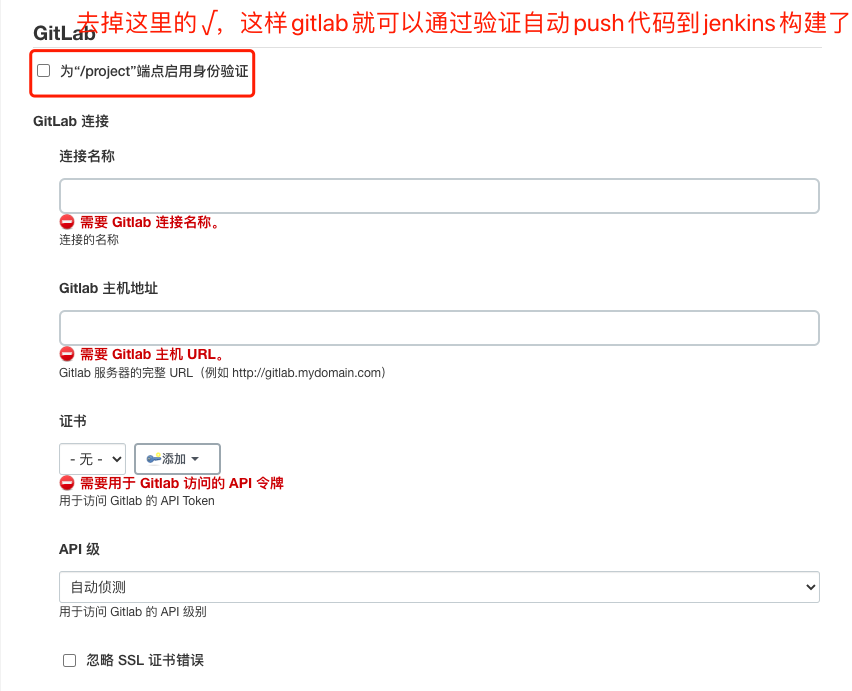 去掉这里的√，这样gitlab就可以通过验证自动push代码到jenkins构建了
GitLab
为“/project”端点启用身份验证
GitLab 连接
连接名称
需要 Gitlab 连接名称。
连接的名称
Gitlab 主机地址
需要 Gitlab 主机 URL。
Gitlab 服务器的完整 URL（例如 http://gitlab.mydomain.com）
证书
- 无 - 添加
需要用于 Gitlab 访问的 API 令牌
用于访问 Gitlab 的 API Token
API 级
自动侦测
用于访问 Gitlab 的 API 级别
忽略 SSL 证书错误